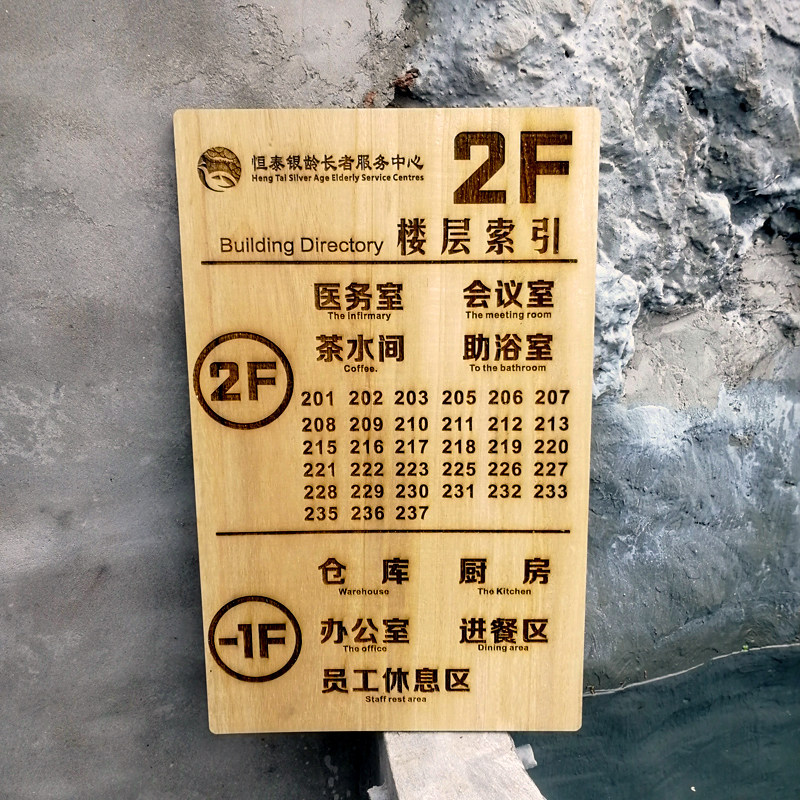 恒泰银龄长者服务中心
Heng Tai Silver Age Elderly Service Centres
2F
Building Directory 楼层索引
2F
医务室 会议室
The infirmary The meeting room
茶水间 助浴室
Coffee. To the bathroom
201 202 203 205 206 207
208 209 210 211 212 213
215 216 217 218 219 220
221 222 223 225 226 227
228 229 230 231 232 233
235 236 237
-1F
仓 库 厨 房
Warehouse The Kitchen
办公室 进餐区
The office Dining area
员工休息区
Staff rest area